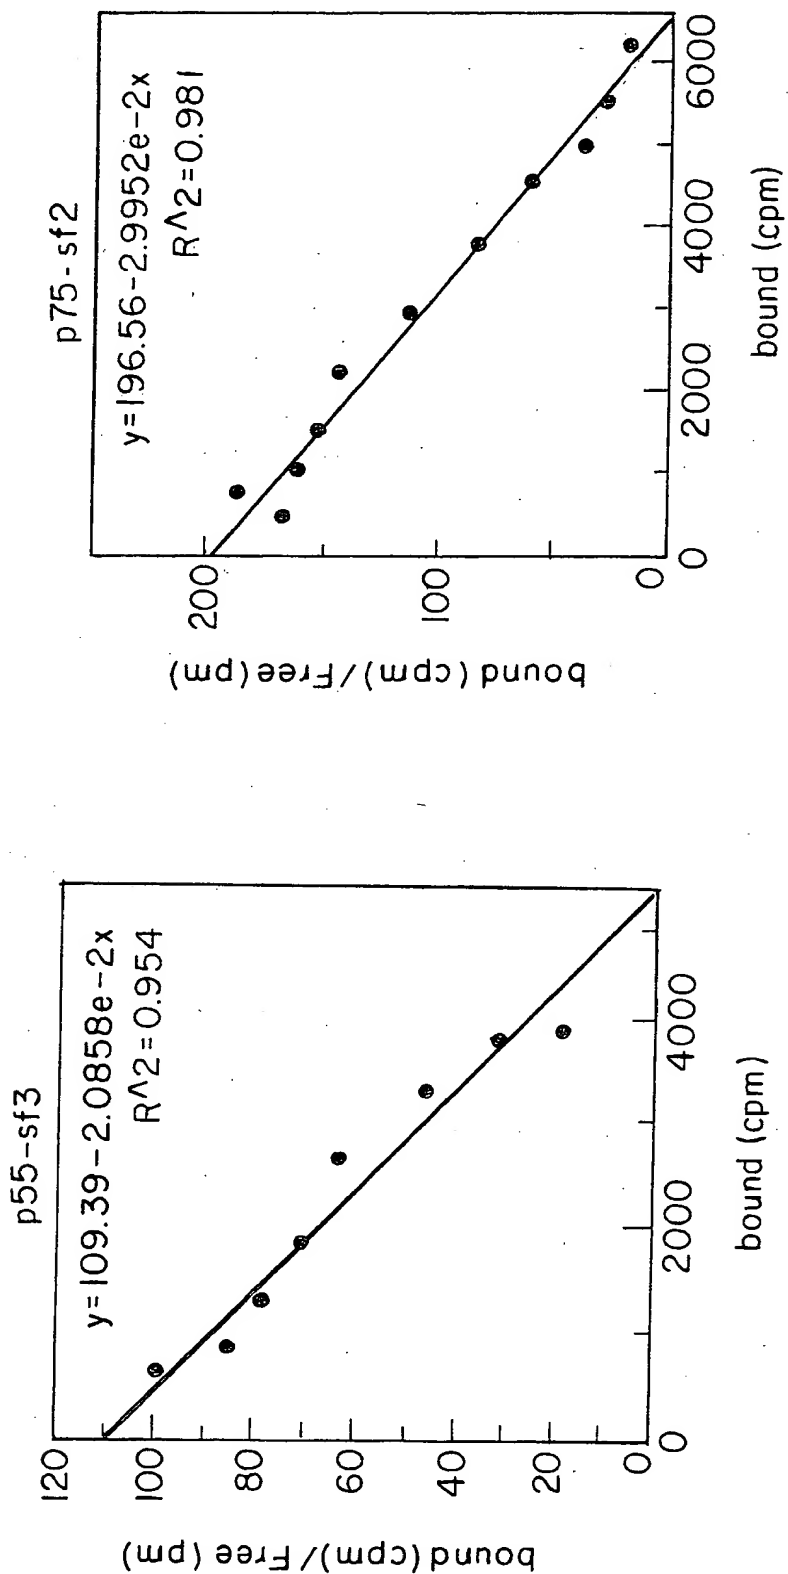 p55-sf3
y=109.39-2.0858e-2x
R^2=0.954
120
100
80
60
40
20
0
bound (cpm)/Free (pm)
0
2000
4000
bound (cpm)
p75-sf2
y=196.56-2.9952e-2x
R^2=0.981
200
100
0
bound (cpm)/Free (pm)
0
2000
4000
6000
bound (cpm)